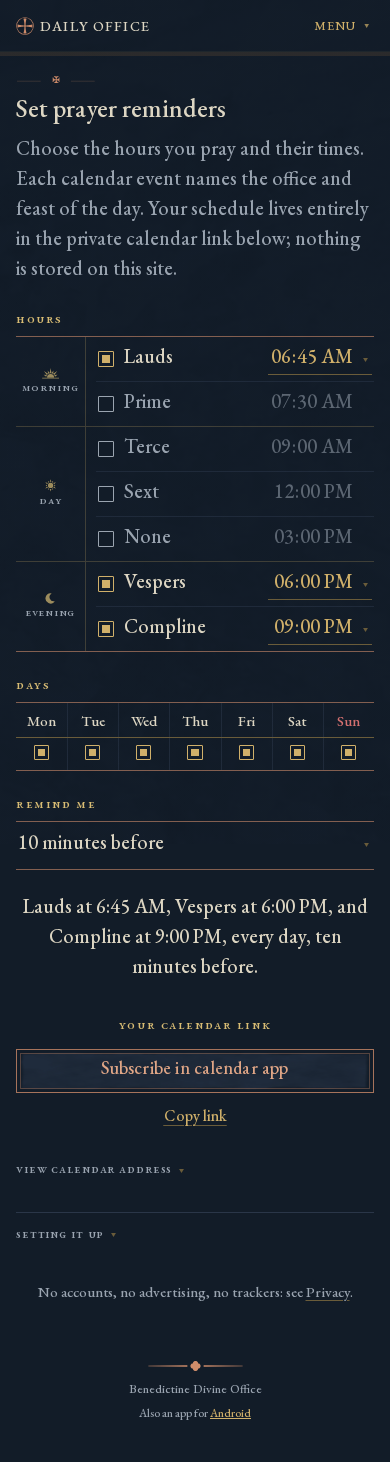 DAILY OFFICE
MENU
Set prayer reminders
Choose the hours you pray and their times.
Each calendar event names the office and
feast of the day. Your schedule lives entirely
in the private calendar link below; nothing
is stored on this site.
HOURS
MORNING
Lauds 06:45 AM
Prime 07:30 AM
DAY
Terce 09:00 AM
Sext 12:00 PM
None 03:00 PM
EVENING
Vespers 06:00 PM
Compline 09:00 PM
DAYS
Mon Tue Wed Thu Fri Sat Sun
REMIND ME
10 minutes before
Lauds at 6:45 AM, Vespers at 6:00 PM, and
Compline at 9:00 PM, every day, ten
minutes before.
YOUR CALENDAR LINK
Subscribe in calendar app
Copy link
VIEW CALENDAR ADDRESS
SETTING IT UP
No accounts, no advertising, no trackers: see Privacy.
Benedictine Divine Office
Also an app for Android